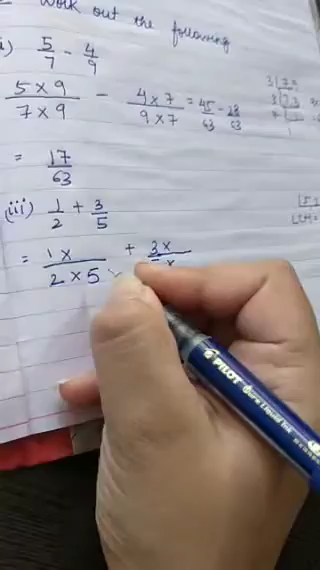 Work out the following
5/7 - 4/9
5 × 9 / 7 × 9 - 4 × 7 / 9 × 7 = 45/63 - 28/63
= 17/63
(iii) 1/2 + 3/5
= 1 × / 2 × 5 + 3 × / ×
PILOT